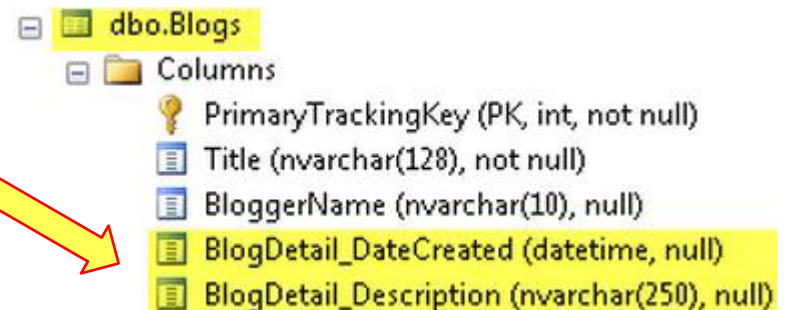 dbo.Blogs
Columns
PrimaryTrackingKey (PK, int, not null)
Title (nvarchar(128), not null)
BloggerName (nvarchar(10), null)
BlogDetail_DateCreated (datetime, null)
BlogDetail_Description (nvarchar(250), null)